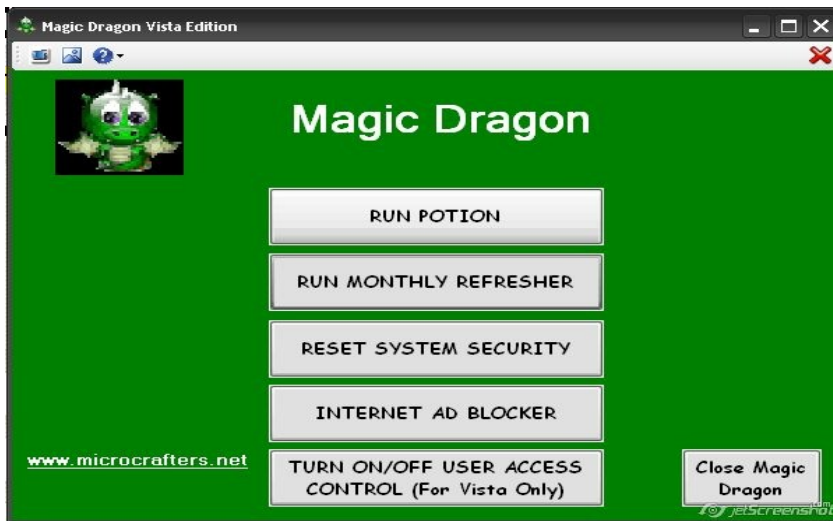 Magic Dragon Vista Edition
Magic Dragon
RUN POTION
RUN MONTHLY REFRESHER
RESET SYSTEM SECURITY
INTERNET AD BLOCKER
TURN ON/OFF USER ACCESS
CONTROL (For Vista Only)
www.microcrafters.net
Close Magic
Dragon
jetScreenshot